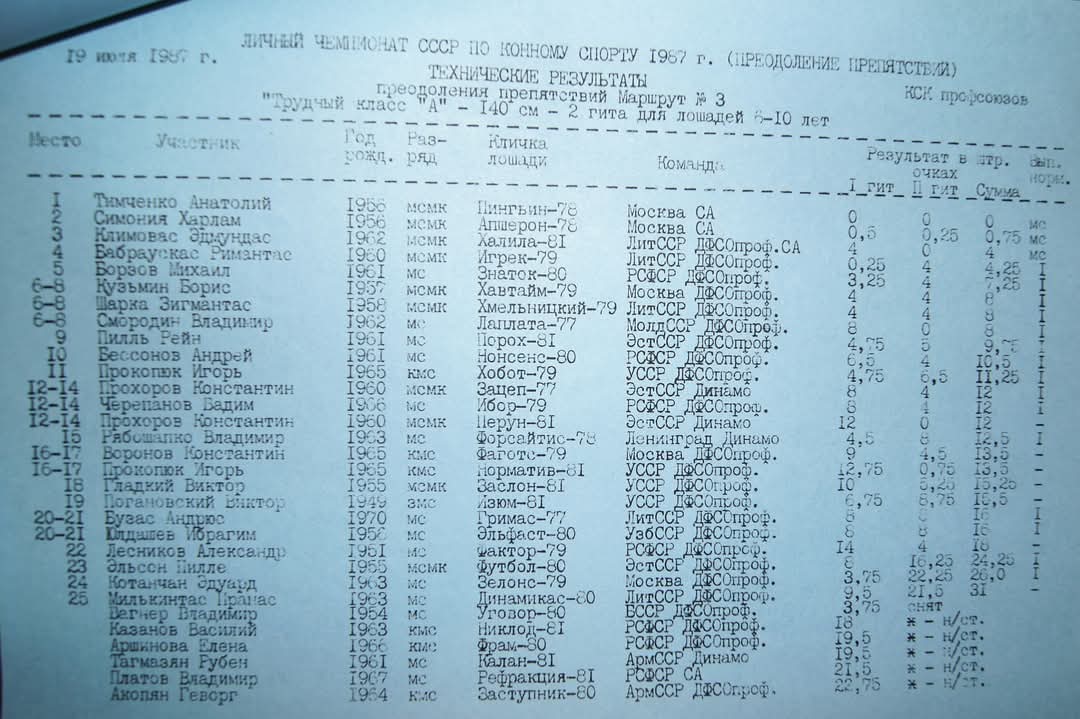 ЛИЧНЫЙ ЧЕМПИОНАТ СССР ПО КОННОМУ СПОРТУ 1987 г. (ПРЕОДОЛЕНИЕ ПРЕПЯТСТВИЙ)
19 июля 1987 г.
ТЕХНИЧЕСКИЕ РЕЗУЛЬТАТЫ
преодоления препятствий Маршрут № 3 КСК профсоюзов
"Трудный класс "А" - 140 см - 2 гита для лошадей 6-10 лет
Место Участник Год рожд. Раз-ряд Кличка лошади Команда Результат в штр. очках I гит II гит Сумма вып. норм.
1 Тимченко Анатолий мсмк Пингвин-78 Москва СА 0 0 0 мс
2 Симония Харлам 1956 мсмк Апшерон-78 Москва СА 0,5 0,25 0,75 мс
3 Климовас Эдмундас 1962 мсмк Халила-81 ЛитССР ДФСОпроф.СА 4 0 4 мс
4 Бабраускас Римантас 1960 мсмк Игрек-79 ЛитССР ДФСОпроф. 0,25 4 4,25 I
5 Борзов Михаил 1961 мс Знаток-80 РСФСР ДФСОпроф. 3,25 4 7,25 I
6-8 Кузьмин Борис 1957 мсмк Хавтайм-79 Москва ДФСОпроф. 4 4 8 I
6-8 Шарка Зигмантас 1958 мсмк Хмельницкий-79 ЛитССР ДФСОпроф. 4 4 8 I
6-8 Смородин Владимир 1962 мс Лаплата-77 МолдССР ДФСОпроф. 8 0 8 I
9 Пилль Рейн 1961 мс Порох-81 ЭстССР ДФСОпроф. 4,75 5 9,75 I
10 Бессонов Андрей 1961 мс Нонсенс-80 РСФСР ДФСОпроф. 6,5 4 10,5 I
11 Прокопюк Игорь 1965 кмс Хобот-79 УССР ДФСОпроф. 4,75 6,5 11,25 I
12-14 Прохоров Константин 1960 мсмк Зацеп-77 ЭстССР Динамо 8 4 12 I
12-14 Черепанов Вадим 1966 мс Ибор-79 РСФСР ДФСОпроф. 8 4 12 I
12-14 Прохоров Константин 1960 мсмк Перун-81 ЭстССР Динамо 12 0 12 -
15 Рябошапко Владимир 1963 мс Форсайтис-78 Ленинград Динамо 4,5 8 12,5 I
16-17 Воронов Константин 1965 кмс Фаготс-79 Москва ДФСОпроф. 9 4,5 13,5 -
16-17 Прокопюк Игорь 1965 кмс Норматив-81 УССР ДФСОпроф. 12,75 0,75 13,5 -
18 Гладкий Виктор 1955 мсмк Заслон-81 УССР ДФСОпроф. 10 5,25 15,25 -
19 Погановский Виктор 1949 змс Изюм-81 УССР ДФСОпроф. 6,75 8,75 15,5 -
20-21 Бузас Андрюс 1970 мс Гримас-77 ЛитССР ДФСОпроф. 8 8 16 I
20-21 Юлдашев Ибрагим мс Эльфаст-80 УзбССР ДФСОпроф. 8 8 16 I
22 Лесников Александр 1951 мс Фактор-79 РСФСР ДФСОпроф. 14 4 18 -
23 Эльсен Пилле 1955 мсмк Футбол-80 ЭстССР ДФСОпроф. 8 16,25 24,25 I
24 Котанчан Эдуард 1963 мс Зелонс-79 Москва ДФСОпроф. 3,75 22,25 26,0 I
25 Милькинтас Пранас 1963 мс Динамикас-80 ЛитССР ДФСОпроф. 9,5 21,5 31 -
Вегнер Владимир 1954 мс Уговор-80 БССР ДФСОпроф. 3,75 снят
Казанов Василий 1963 кмс Никлод-81 РСФСР ДФСОпроф. 18 * - н/ст.
Аршинова Елена 1966 кмс Фрам-80 РСФСР ДФСОпроф. 19,5 * - н/ст.
Тагмазян Рубен 1961 мс Калан-81 АрмССР Динамо 19,5 * - н/ст.
Платов Владимир 1967 мс Рефракция-81 РСФСР СА 21,5 * - н/ст.
Акопян Геворг 1964 кмс Заступник-80 АрмССР ДФСОпроф. 22,75 * - н/ст.